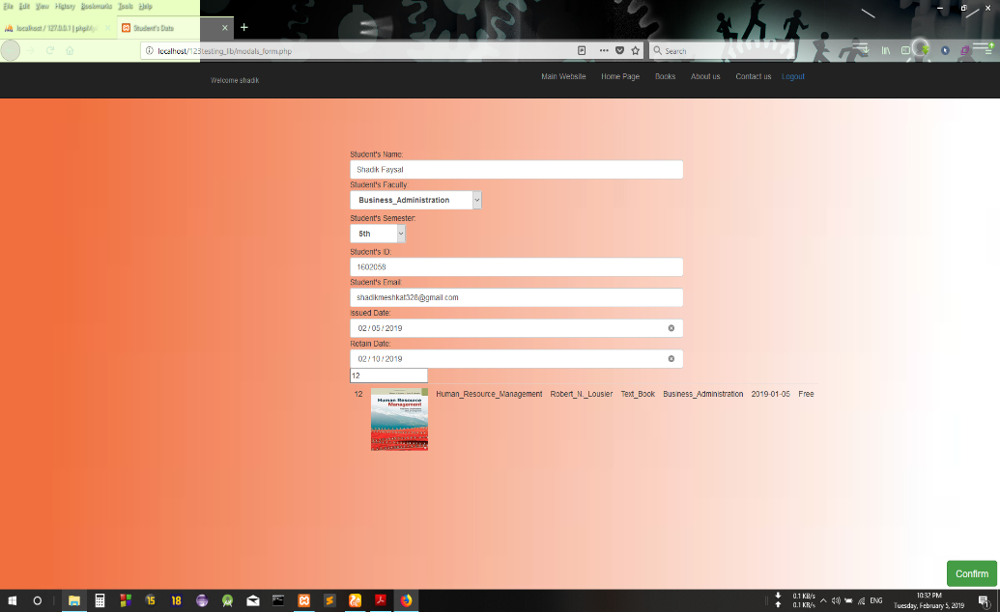 File Edit View History Bookmarks Tools Help
localhost / 127.0.0.1 | phpMy
Student's Data
localhost/123testing_lib/modals_form.php
Search
Welcome shadik
Main Website Home Page Books About us Contact us Logout
Student's Name:
Shadik Faysal
Student's Faculty:
Business_Administration
Student's Semester:
5th
Student's ID:
1602058
Student's Email:
shadikmeshkat328@gmail.com
Issued Date:
02 / 05 / 2019
Retain Date:
02 / 10 / 2019
12
12 Human_Resource_Management Robert_N._Lousier Text_Book Business_Administration 2019-01-05 Free
Human Resource
Management
Confirm
15 18
0.1 KB/s
0.1 KB/s
ENG
10:32 PM
Tuesday, February 5, 2019